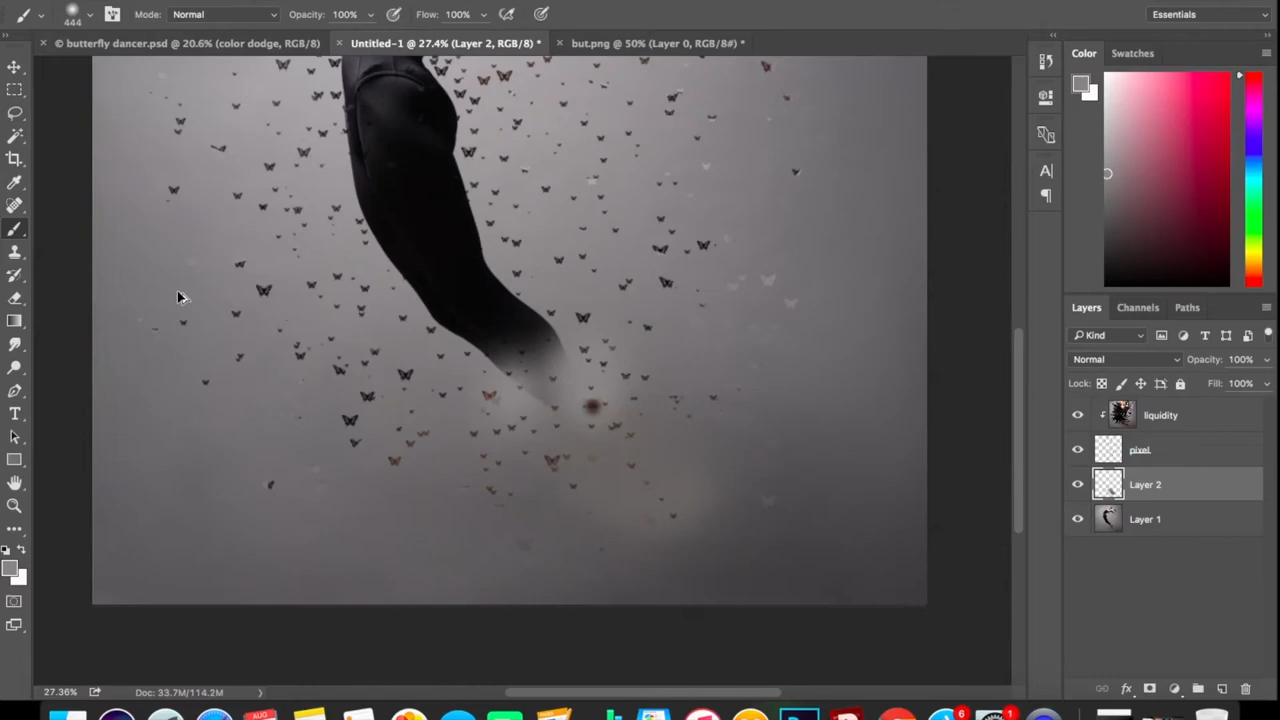 444 Mode: Normal Opacity: 100% Flow: 100% Essentials
© butterfly dancer.psd @ 20.6% (color dodge, RGB/8) Untitled-1 @ 27.4% (Layer 2, RGB/8) * but.png @ 50% (Layer 0, RGB/8#) *
Color Swatches
Layers Channels Paths
Kind
Normal Opacity: 100%
Lock: Fill: 100%
liquidity
pixel
Layer 2
Layer 1
27.36% Doc: 33.7M/114.2M
AUG 6 1